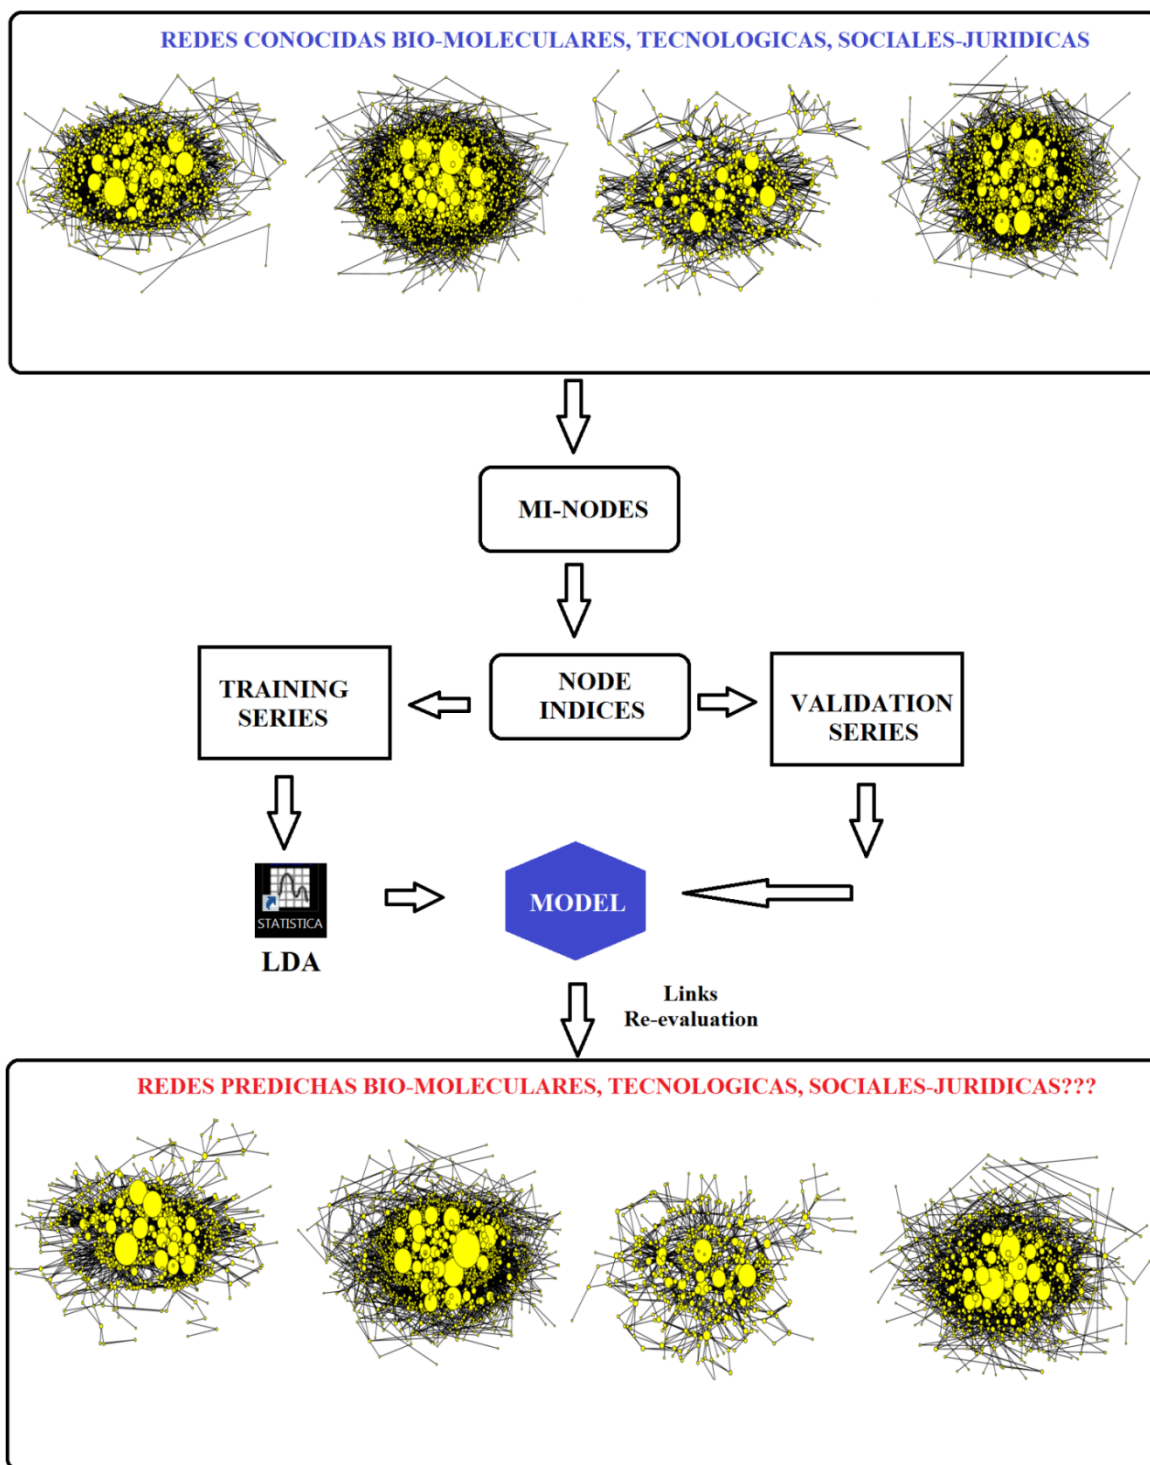 REDES CONOCIDAS BIO-MOLECULARES, TECNOLOGICAS, SOCIALES-JURIDICAS
MI-NODES
NODE
INDICES
TRAINING
SERIES
VALIDATION
SERIES
STATISTICA
LDA
MODEL
Links
Re-evaluation
REDES PREDICHAS BIO-MOLECULARES, TECNOLOGICAS, SOCIALES-JURIDICAS???